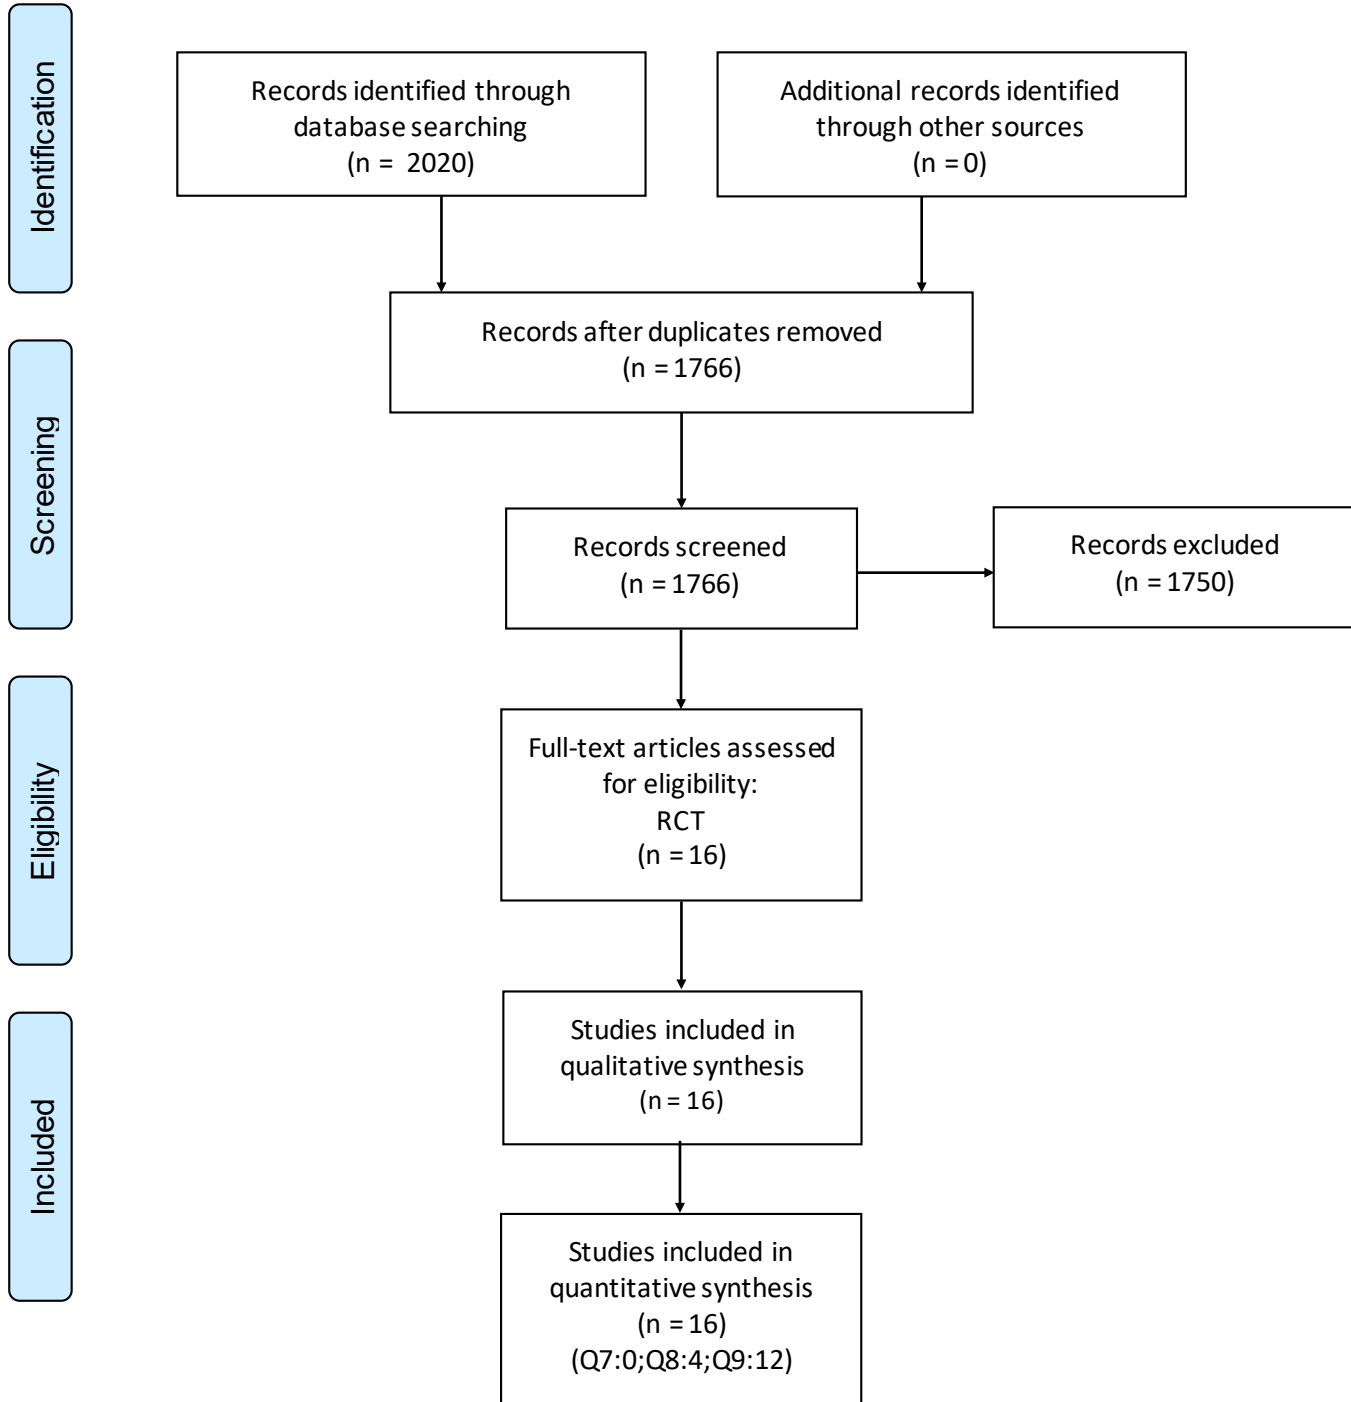 Identification
Records identified through
database searching
(n = 2020)
Additional records identified
through other sources
(n = 0)
Records after duplicates removed
(n = 1766)
Screening
Records screened
(n = 1766)
Records excluded
(n = 1750)
Eligibility
Full-text articles assessed
for eligibility:
RCT
(n = 16)
Included
Studies included in
qualitative synthesis
(n = 16)
Studies included in
quantitative synthesis
(n = 16)
(Q7:0;Q8:4;Q9:12)